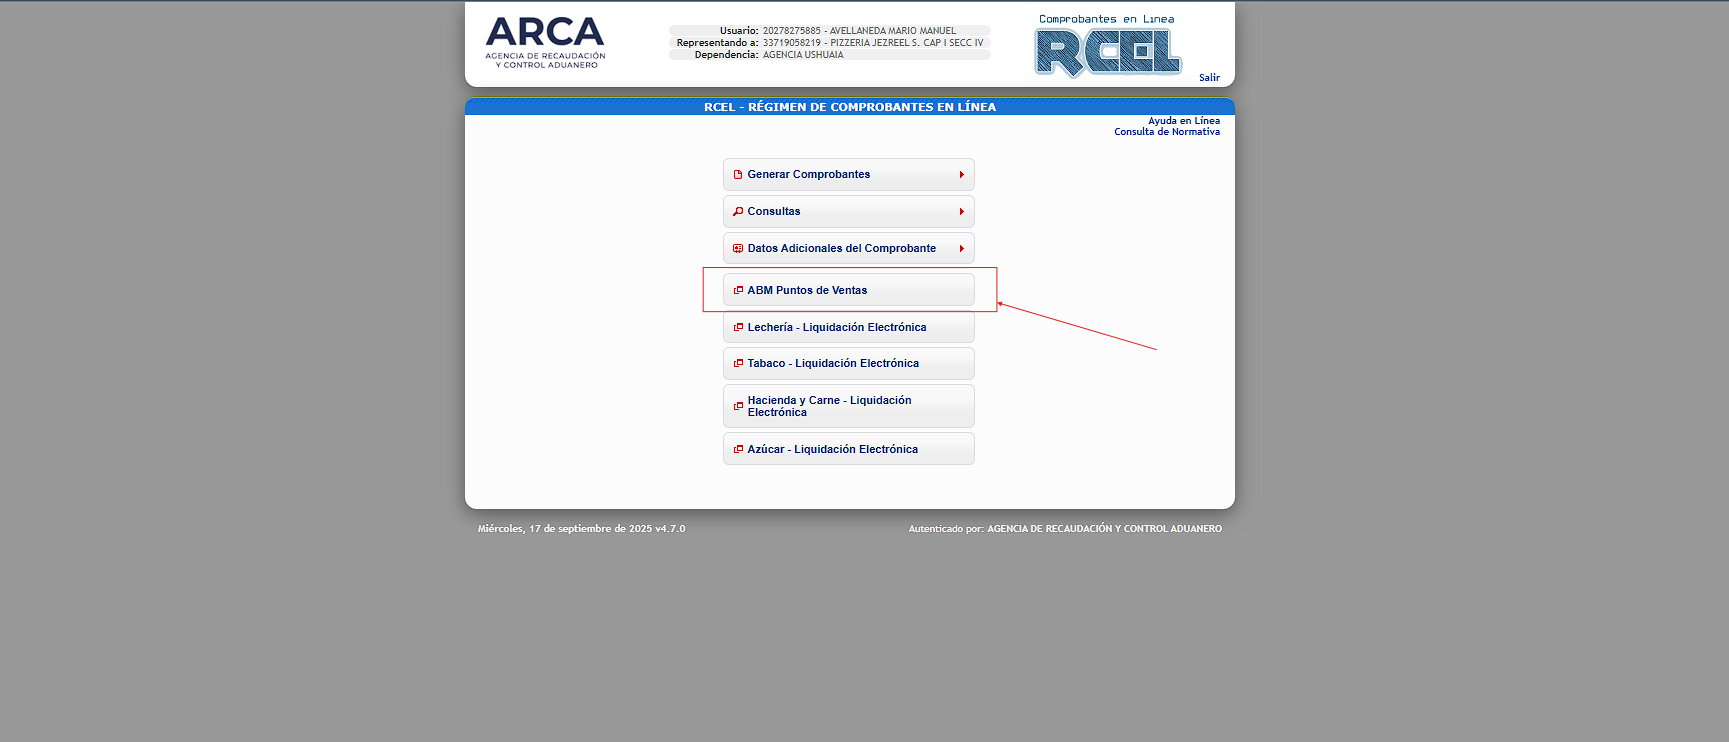 ARCA
AGENCIA DE RECAUDACIÓN
Y CONTROL ADUANERO
Usuario: 20278275885 - AVELLANEDA MARIO MANUEL
Representando a: 33719058219 - PIZZERIA JEZREEL S. CAP I SECC IV
Dependencia: AGENCIA USHUAIA
Comprobantes en Línea
RCEL
Salir
RCEL - RÉGIMEN DE COMPROBANTES EN LÍNEA
Ayuda en Línea
Consulta de Normativa
Generar Comprobantes
Consultas
Datos Adicionales del Comprobante
ABM Puntos de Ventas
Lechería - Liquidación Electrónica
Tabaco - Liquidación Electrónica
Hacienda y Carne - Liquidación
Electrónica
Azúcar - Liquidación Electrónica
Miércoles, 17 de septiembre de 2025 v4.7.0
Autenticado por: AGENCIA DE RECAUDACIÓN Y CONTROL ADUANERO